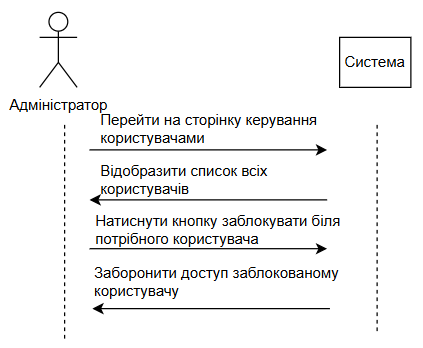 Адміністратор
Система
Перейти на сторінку керування
користувачами
Відобразити список всіх
користувачів
Натиснути кнопку заблокувати біля
потрібного користувача
Заборонити доступ заблокованому
користувачу